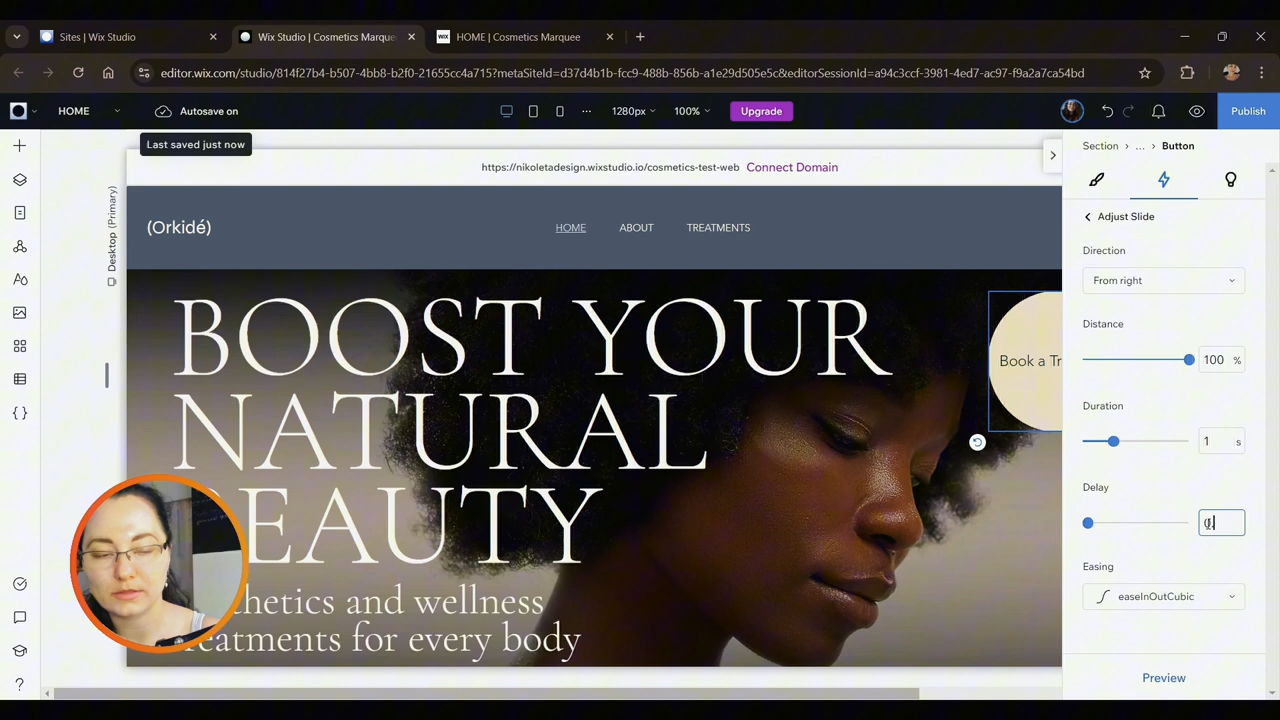 Sites | Wix Studio
Wix Studio | Cosmetics Marque
WIX
HOME | Cosmetics Marquee
editor.wix.com/studio/814f27b4-b507-4bb8-b2f0-21655cc4a715?metaSiteId=d37d4b1b-fcc9-488b-856b-a1e29d505e5c&editorSessionId=a94c3ccf-3981-4ed7-ac97-f9a2a7ca54bd
HOME
Autosave on
1280px
100%
Upgrade
Publish
Last saved just now
Section > ... > Button
https://nikoletadesign.wixstudio.io/cosmetics-test-web
Connect Domain
Desktop (Primary)
(Orkidé)
HOME
ABOUT
TREATMENTS
BOOST YOUR
NATURAL
BEAUTY
hetics and wellness
treatments for every body
Book a Tr
Adjust Slide
Direction
From right
Distance
100 %
Duration
1 s
Delay
Easing
easeInOutCubic
Preview